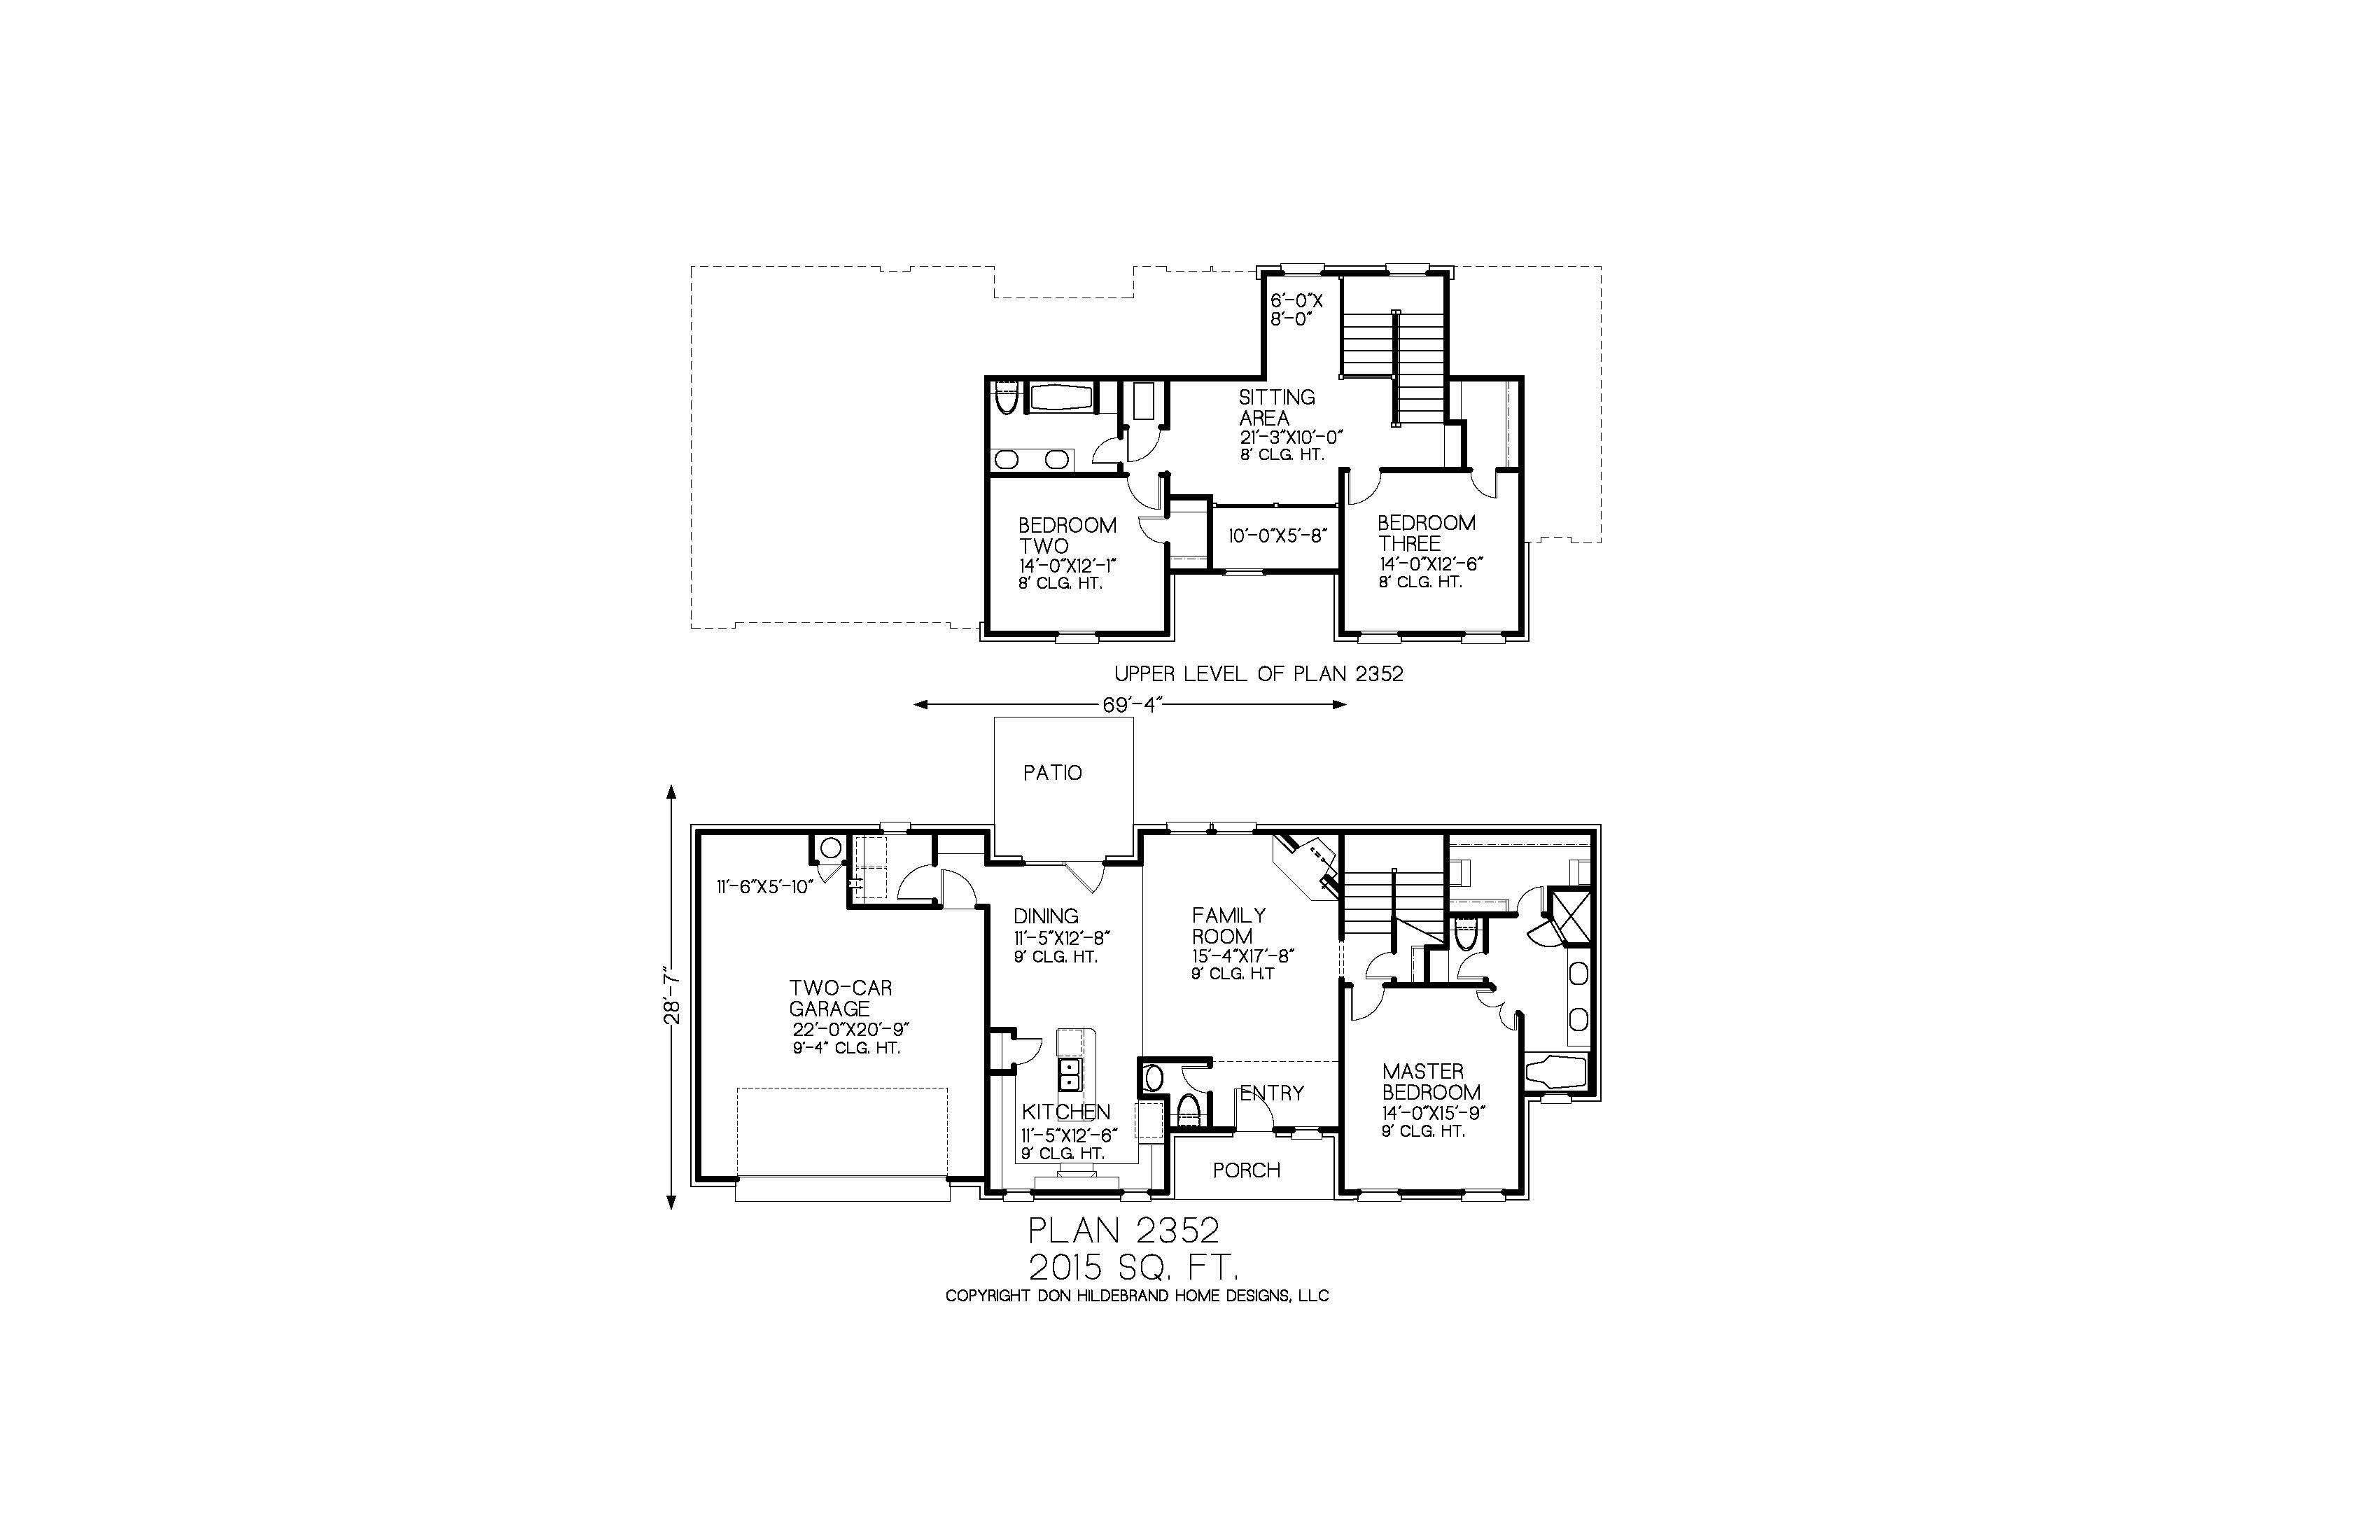 6'-0"X
8'-0"
SITTING
AREA
21'-3"X10'-0"
8' CLG. HT.
BEDROOM
TWO
14'-0"X12'-1"
8' CLG. HT.
10'-0"X5'-8"
BEDROOM
THREE
14'-0"X12'-6"
8' CLG. HT.
UPPER LEVEL OF PLAN 2352
69'-4"
PATIO
28'-7"
11'-6"X5'-10"
DINING
11'-5"X12'-8"
9' CLG. HT.
FAMILY
ROOM
15'-4"X17'-8"
9' CLG. H.T
TWO-CAR
GARAGE
22'-0"X20'-9"
9'-4" CLG. HT.
KITCHEN
11'-5"X12'-6"
9' CLG. HT.
ENTRY
MASTER
BEDROOM
14'-0"X15'-9"
9' CLG. HT.
PORCH
PLAN 2352
2015 SQ. FT.
COPYRIGHT DON HILDEBRAND HOME DESIGNS, LLC